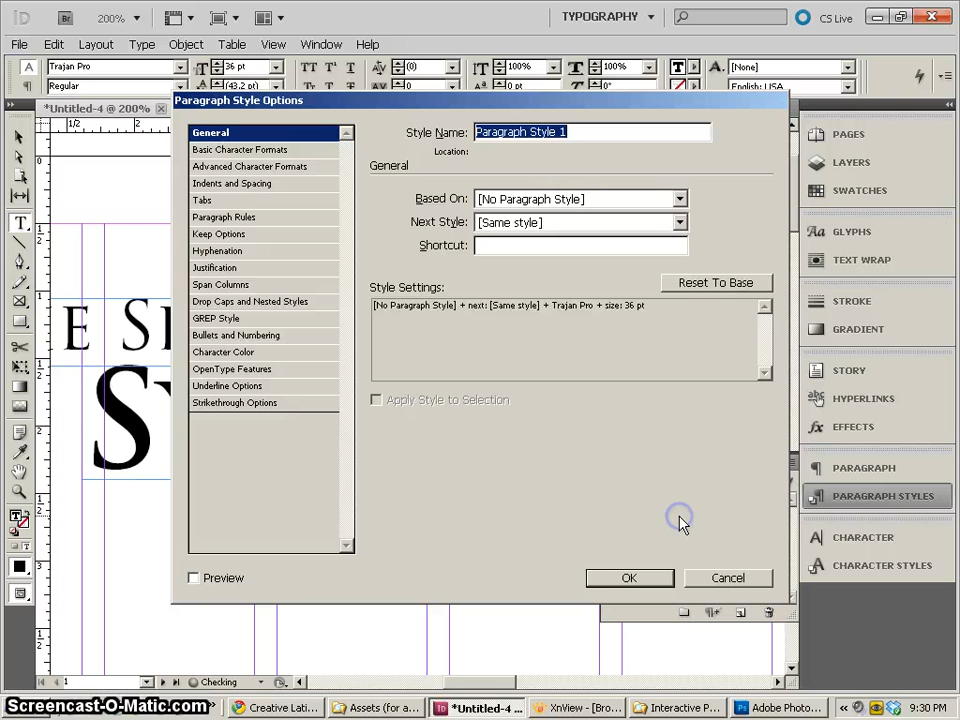 iD
Br
200%
TYPOGRAPHY
CS Live
File Edit Layout Type Object Table View Window Help
A
Trajan Pro
36 pt
TT
T1
T
(0)
100%
100%
T
A.
[None]
¶
Regular
(43.2 pt)
0 pt
English: USA
*Untitled-4 @ 200%
Paragraph Style Options
General
Basic Character Formats
Advanced Character Formats
Indents and Spacing
Tabs
Paragraph Rules
Keep Options
Hyphenation
Justification
Span Columns
Drop Caps and Nested Styles
GREP Style
Bullets and Numbering
Character Color
OpenType Features
Underline Options
Strikethrough Options
Style Name: Paragraph Style 1
Location:
General
Based On: [No Paragraph Style]
Next Style: [Same style]
Shortcut:
Reset To Base
Style Settings:
[No Paragraph Style] + next: [Same style] + Trajan Pro + size: 36 pt
Apply Style to Selection
Preview
OK
Cancel
PAGES
LAYERS
SWATCHES
GLYPHS
TEXT WRAP
STROKE
GRADIENT
STORY
HYPERLINKS
EFFECTS
PARAGRAPH
PARAGRAPH STYLES
CHARACTER
CHARACTER STYLES
1
Checking
Screencast-O-Matic.com
Creative Lati...
Assets (for a...
*Untitled-4 ...
XnView - [Bro...
Interactive P...
Adobe Photo...
9:30 PM